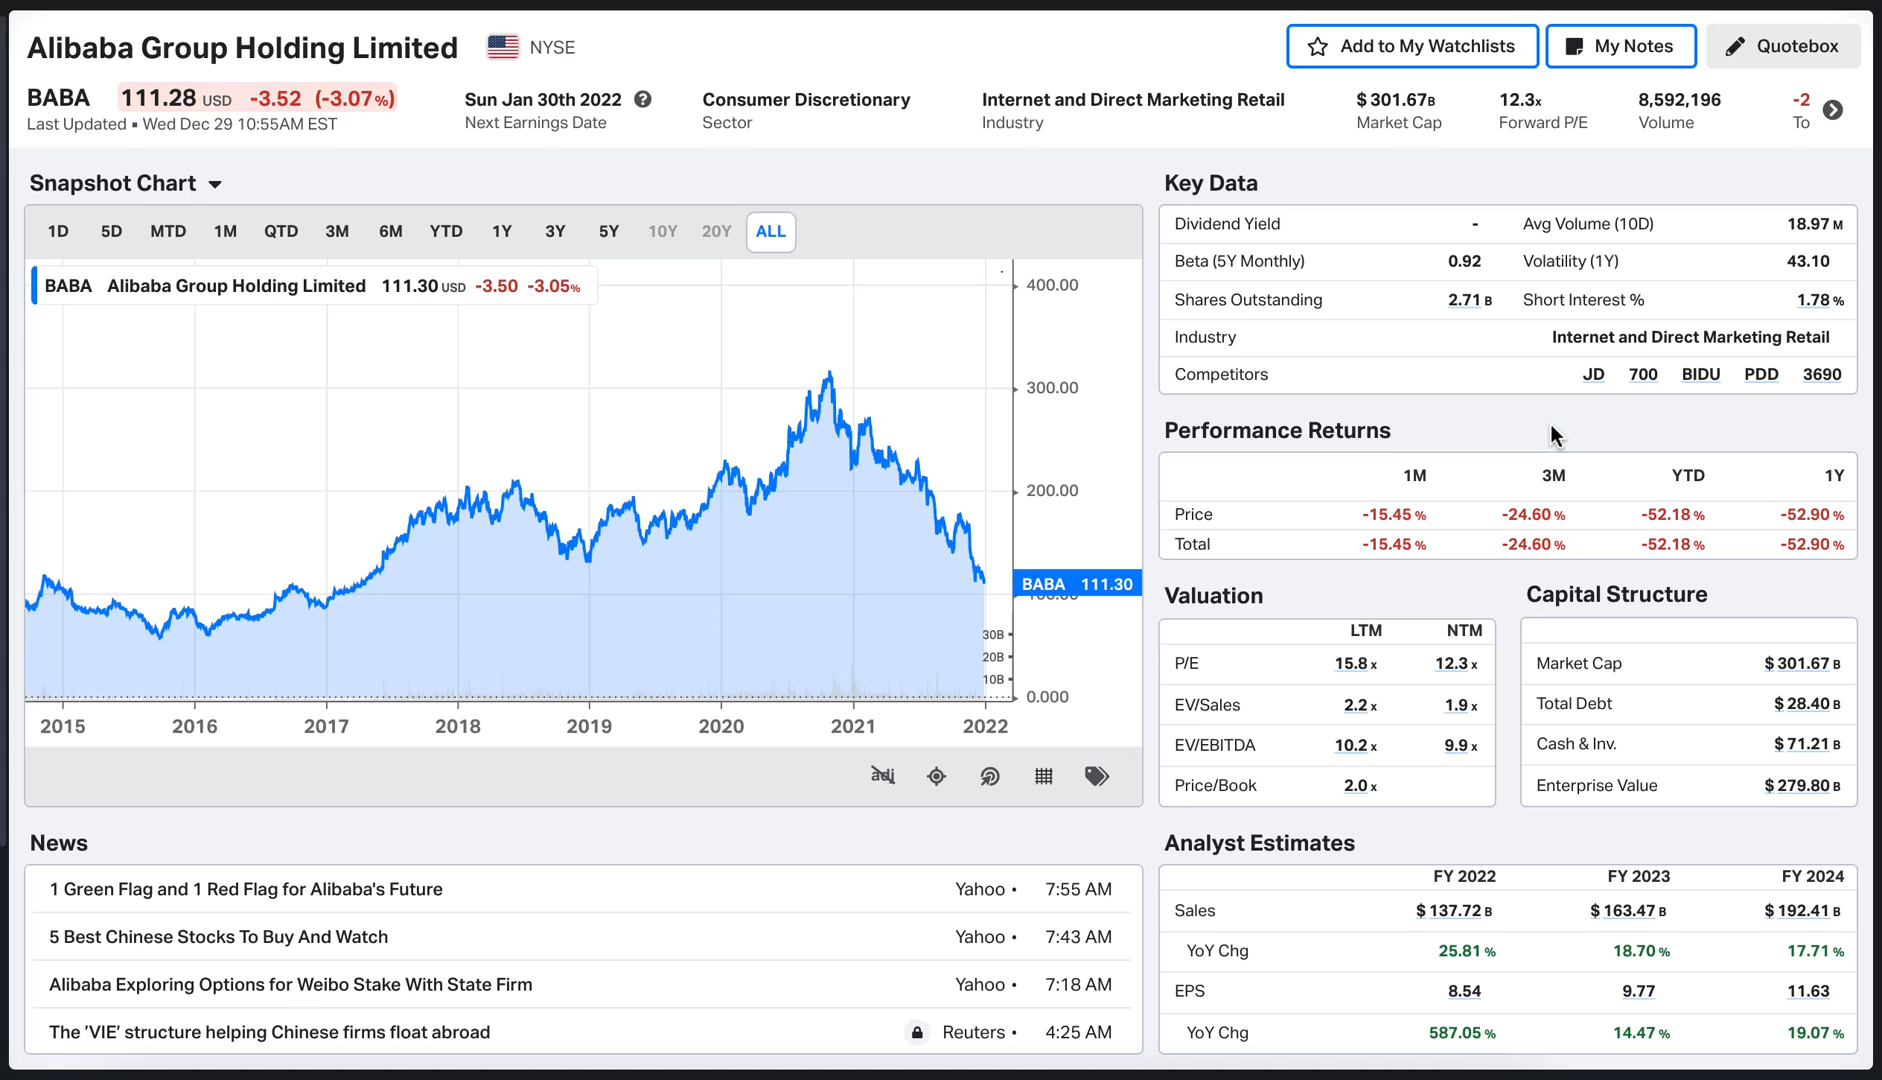 Alibaba Group Holding Limited NYSE
Add to My Watchlists My Notes Quotebox
BABA 111.28 USD -3.52 (-3.07%)
Last Updated ▪ Wed Dec 29 10:55AM EST
Sun Jan 30th 2022
Next Earnings Date
Consumer Discretionary
Sector
Internet and Direct Marketing Retail
Industry
$301.67B
Market Cap
12.3x
Forward P/E
8,592,196
Volume
-2
To
Snapshot Chart
1D 5D MTD 1M QTD 3M 6M YTD 1Y 3Y 5Y 10Y 20Y ALL
BABA Alibaba Group Holding Limited 111.30 USD -3.50 -3.05%
400.00
300.00
200.00
BABA 111.30
30B
20B
10B
0.000
2015 2016 2017 2018 2019 2020 2021 2022
adj
News
1 Green Flag and 1 Red Flag for Alibaba's Future Yahoo • 7:55 AM
5 Best Chinese Stocks To Buy And Watch Yahoo • 7:43 AM
Alibaba Exploring Options for Weibo Stake With State Firm Yahoo • 7:18 AM
The 'VIE' structure helping Chinese firms float abroad Reuters • 4:25 AM
Key Data
Dividend Yield - Avg Volume (10D) 18.97 M
Beta (5Y Monthly) 0.92 Volatility (1Y) 43.10
Shares Outstanding 2.71 B Short Interest % 1.78 %
Industry Internet and Direct Marketing Retail
Competitors JD 700 BIDU PDD 3690
Performance Returns
1M 3M YTD 1Y
Price -15.45 % -24.60 % -52.18 % -52.90 %
Total -15.45 % -24.60 % -52.18 % -52.90 %
Valuation
LTM NTM
P/E 15.8 x 12.3 x
EV/Sales 2.2 x 1.9 x
EV/EBITDA 10.2 x 9.9 x
Price/Book 2.0 x
Capital Structure
Market Cap $301.67 B
Total Debt $28.40 B
Cash & Inv. $71.21 B
Enterprise Value $279.80 B
Analyst Estimates
FY 2022 FY 2023 FY 2024
Sales $137.72 B $163.47 B $192.41 B
YoY Chg 25.81 % 18.70 % 17.71 %
EPS 8.54 9.77 11.63
YoY Chg 587.05 % 14.47 % 19.07 %